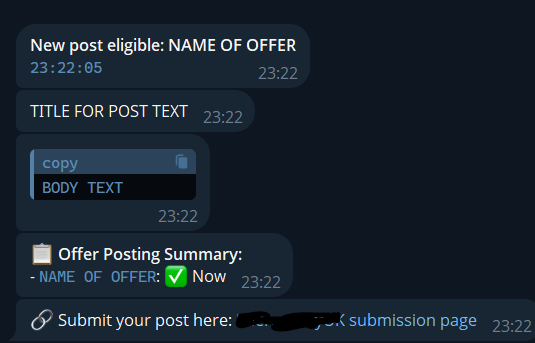 New post eligible: NAME OF OFFER
23:22:05
23:22
TITLE FOR POST TEXT 23:22
copy
BODY TEXT
23:22
📋 Offer Posting Summary:
- NAME OF OFFER: ✅ Now 23:22
🔗 Submit your post here: submission page 23:22